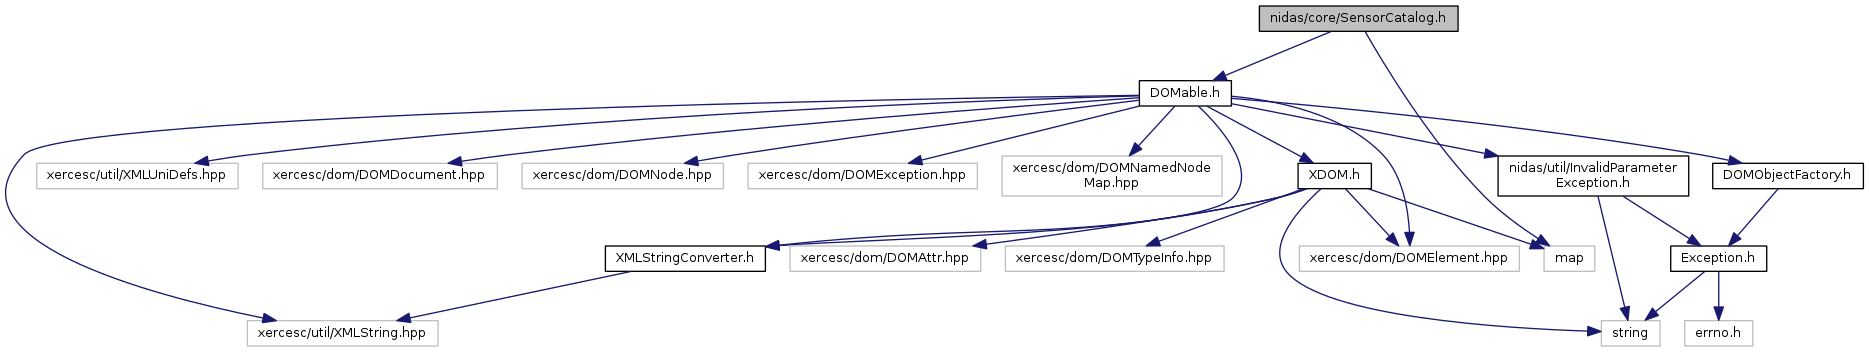 nidas/core/SensorCatalog.h
DOMable.h
xercesc/util/XMLUniDefs.hpp
xercesc/dom/DOMDocument.hpp
xercesc/dom/DOMNode.hpp
xercesc/dom/DOMException.hpp
xercesc/dom/DOMNamedNode
Map.hpp
XDOM.h
nidas/util/InvalidParameter
Exception.h
DOMObjectFactory.h
XMLStringConverter.h
xercesc/dom/DOMAttr.hpp
xercesc/dom/DOMTypeInfo.hpp
xercesc/dom/DOMElement.hpp
map
Exception.h
xercesc/util/XMLString.hpp
string
errno.h